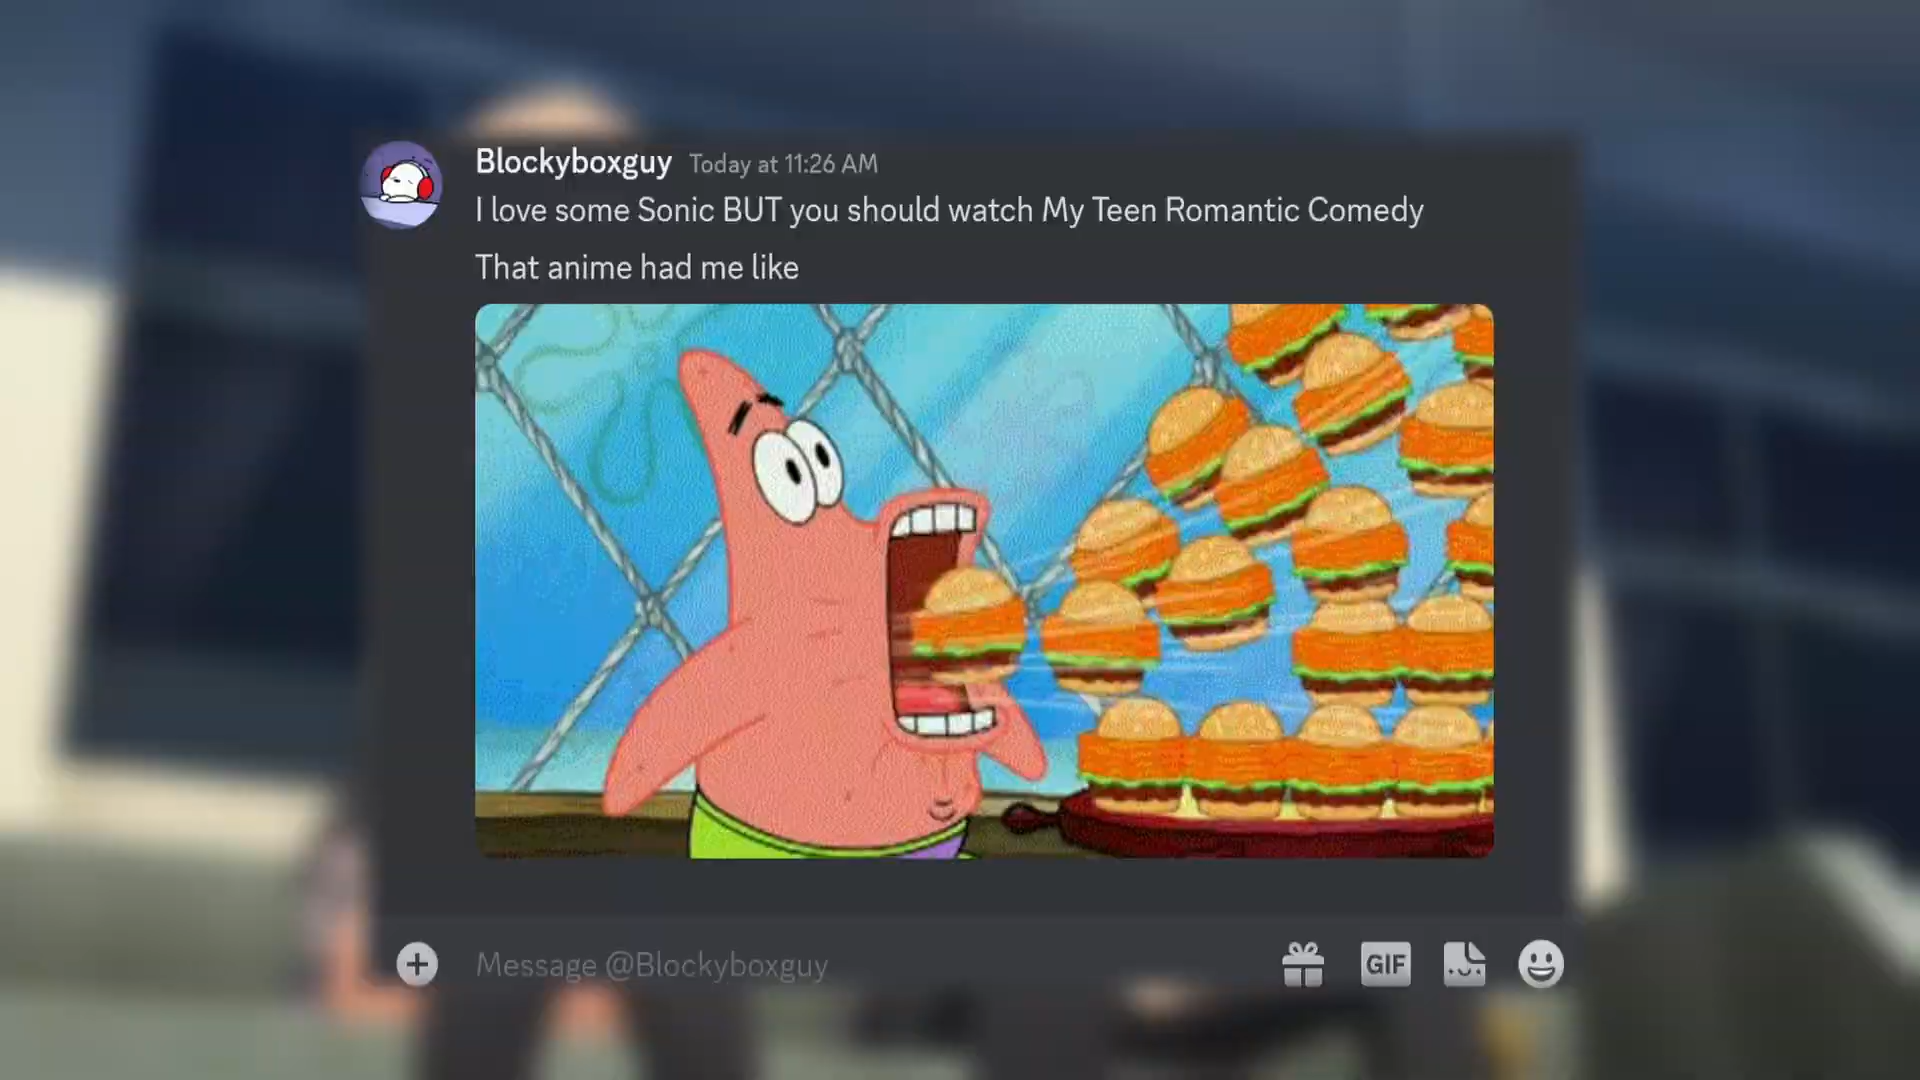 Blockyboxguy Today at 11:26 AM
I love some Sonic BUT you should watch My Teen Romantic Comedy
That anime had me like
Message @Blockyboxguy
GIF